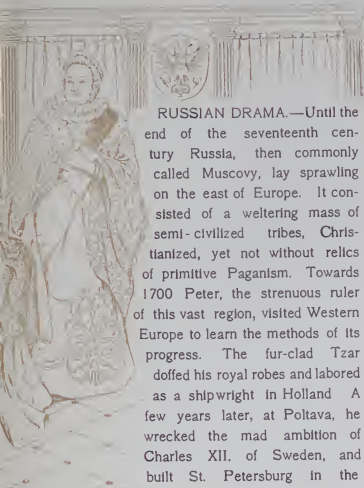 RUSSIAN DRAMA.—Until the
end of the seventeenth cen-
tury Russia, then commonly
called Muscovy, lay sprawling
on the east of Europe. It con-
sisted of a weltering mass of
semi-civilized tribes, Chris-
tianized, yet not without relics
of primitive Paganism. Towards
1700 Peter, the strenuous ruler
of this vast region, visited Western
Europe to learn the methods of its
progress. The fur-clad Tzar
doffed his royal robes and labored
as a shipwright in Holland A
few years later, at Poltava, he
wrecked the mad ambition of
Charles XII. of Sweden, and
built St. Petersburg in the